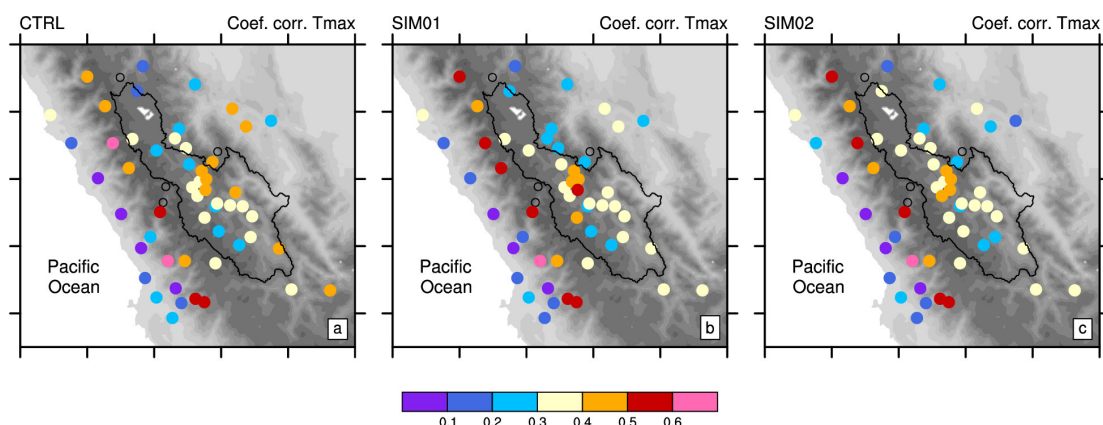 CTRL Coef. corr. Tmax
SIM01 Coef. corr. Tmax
SIM02 Coef. corr. Tmax
Pacific
Ocean
a
Pacific
Ocean
b
Pacific
Ocean
c
0.1 0.2 0.3 0.4 0.5 0.6